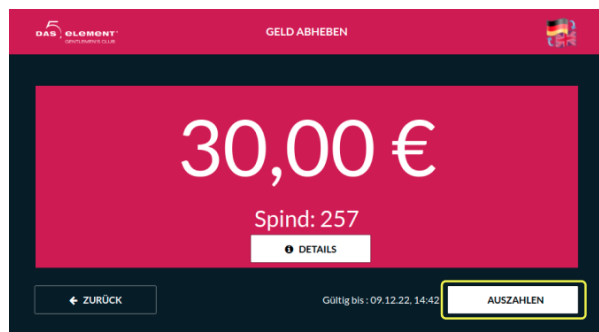 DAS 5 ELEMENT
GENTLEMEN'S CLUB
GELD ABHEBEN
30,00 €
Spind: 257
DETAILS
ZURÜCK
Gültig bis : 09.12.22, 14:42
AUSZAHLEN